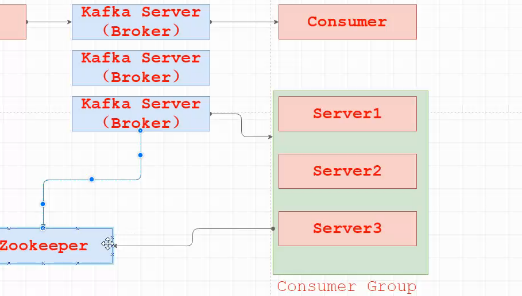 Kafka Server
（Broker）
Consumer
Kafka Server
（Broker）
Kafka Server
（Broker）
Server1
Server2
Server3
Zookeeper
Consumer Group